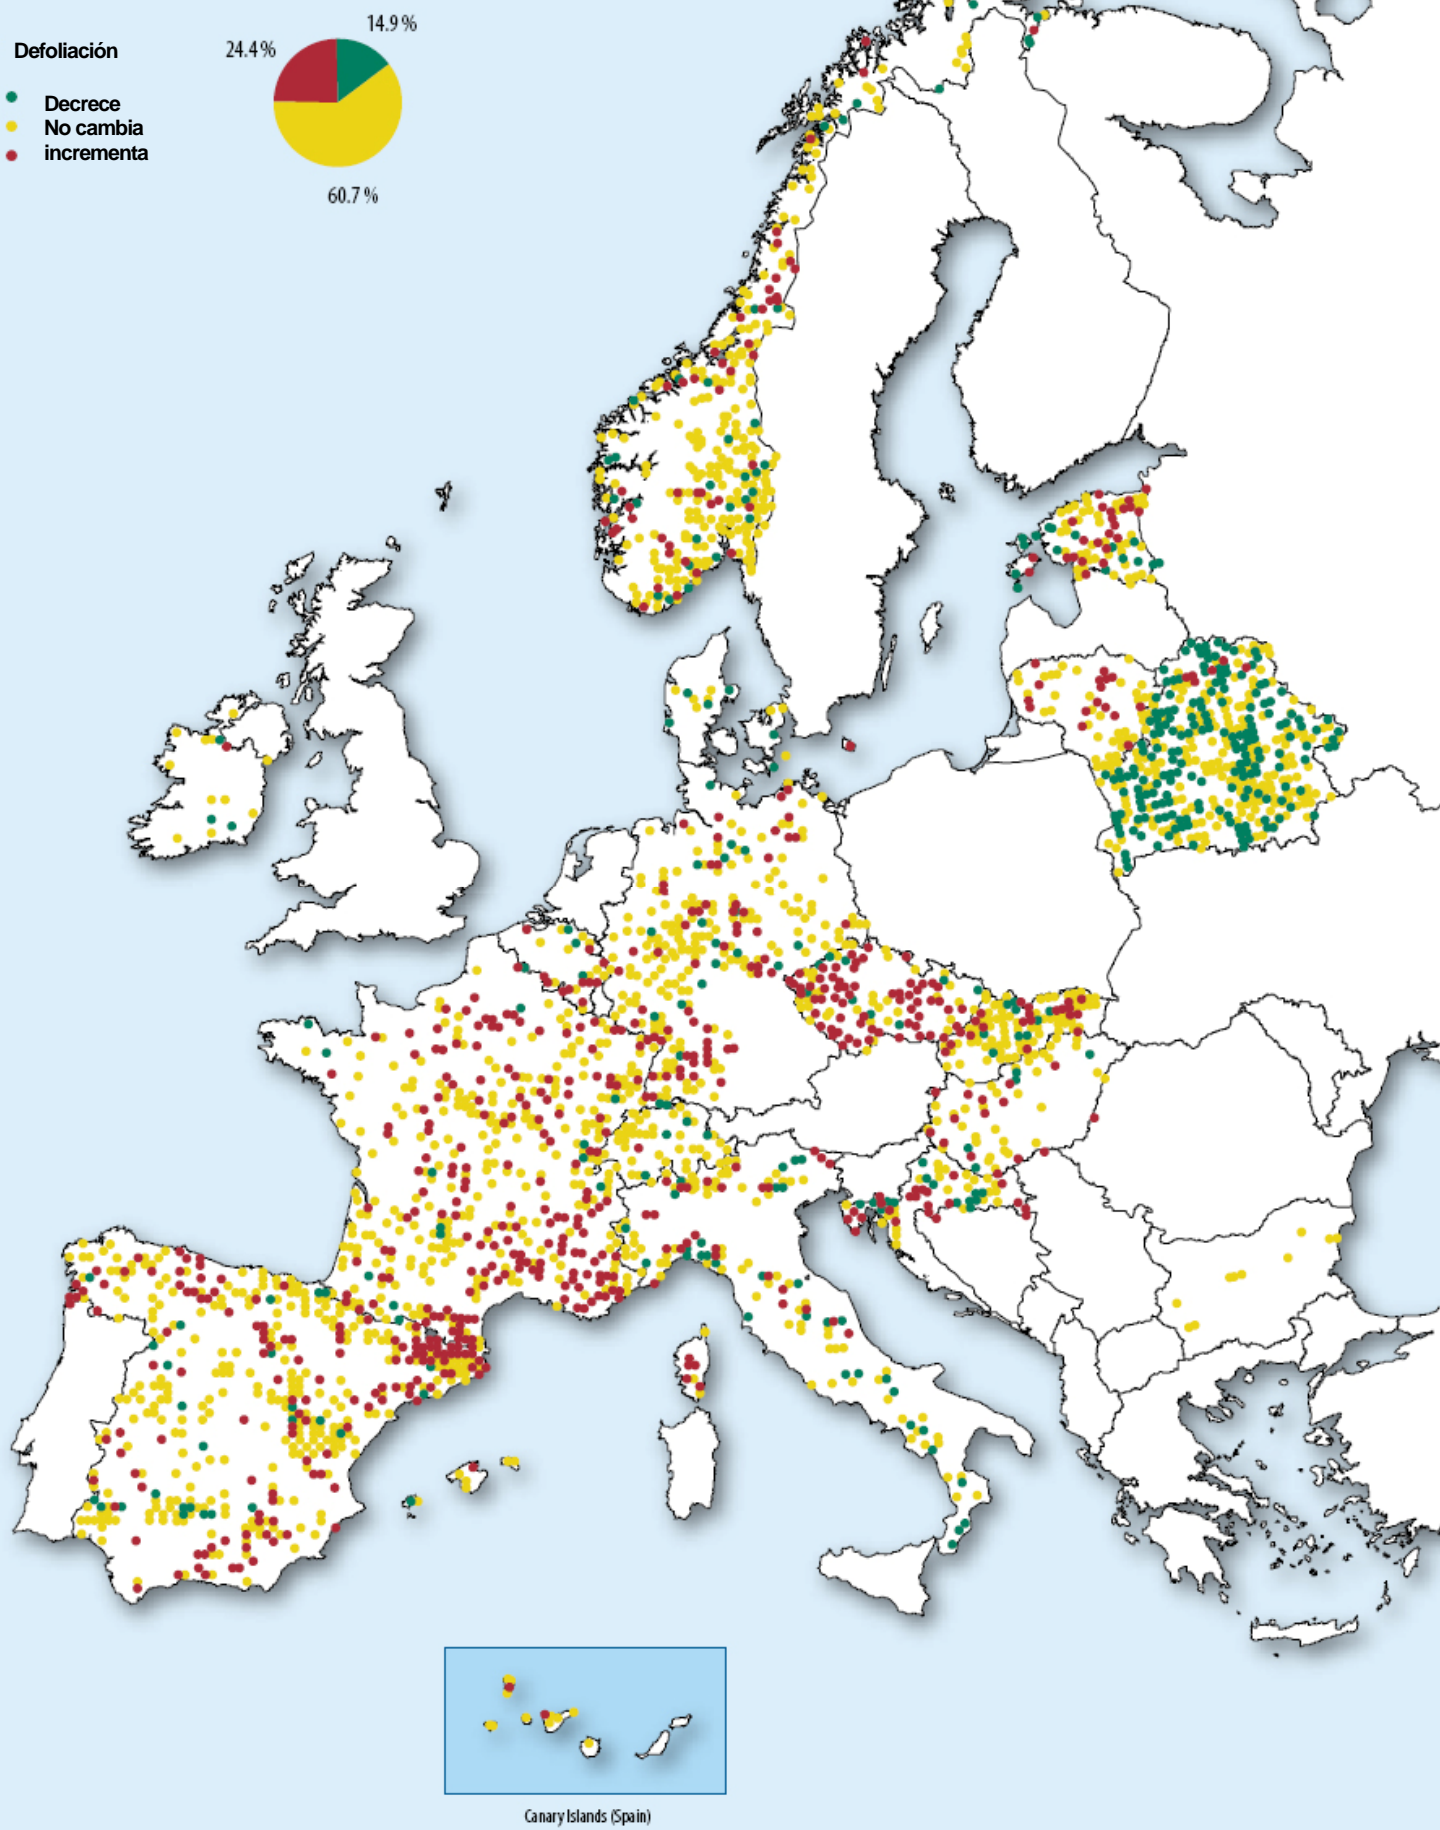 14.9 %
24.4 %
Defoliación
Decrece
No cambia
incrementa
60.7 %
Canary Islands (Spain)